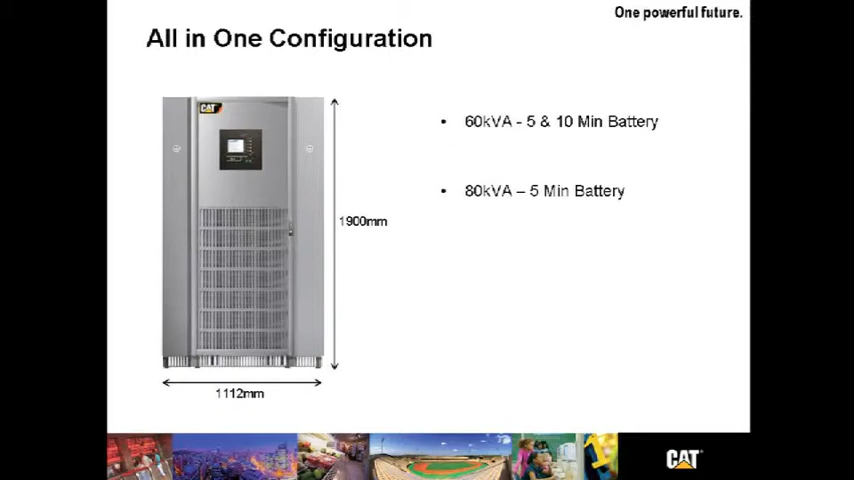 One powerful future.
All in One Configuration
CAT
• 60kVA - 5 & 10 Min Battery
• 80kVA – 5 Min Battery
1900mm
1112mm
CAT